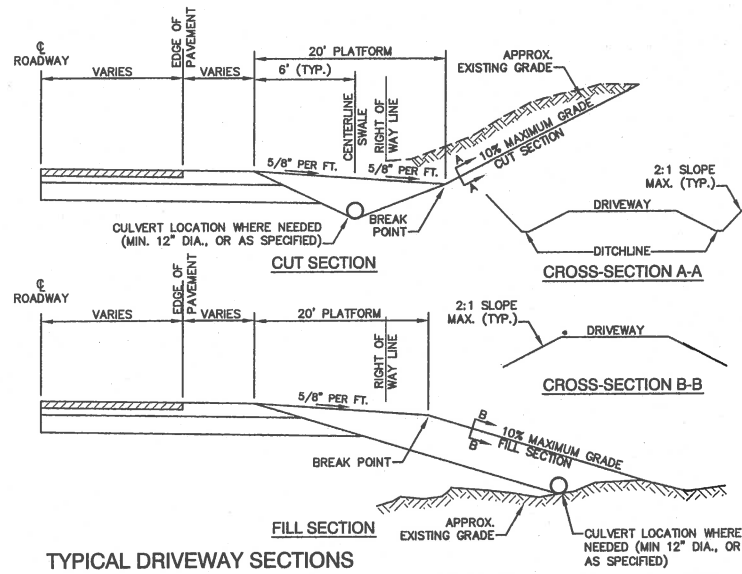 ℄
ROADWAY
EDGE OF
PAVEMENT
VARIES
VARIES
20' PLATFORM
6' (TYP.)
CENTERLINE
SWALE
RIGHT OF
WAY LINE
APPROX.
EXISTING GRADE
5/8" PER FT.
5/8" PER FT.
A
A
10% MAXIMUM GRADE
CUT SECTION
CULVERT LOCATION WHERE NEEDED
(MIN. 12" DIA., OR AS SPECIFIED)
BREAK
POINT
CUT SECTION
2:1 SLOPE
MAX. (TYP.)
DRIVEWAY
DITCHLINE
CROSS-SECTION A-A
℄
ROADWAY
EDGE OF
PAVEMENT
VARIES
VARIES
20' PLATFORM
RIGHT OF
WAY LINE
5/8" PER FT.
BREAK POINT
B
B
10% MAXIMUM GRADE
FILL SECTION
2:1 SLOPE
MAX. (TYP.)
DRIVEWAY
CROSS-SECTION B-B
FILL SECTION
APPROX.
EXISTING GRADE
CULVERT LOCATION WHERE
NEEDED (MIN 12" DIA., OR
AS SPECIFIED)
TYPICAL DRIVEWAY SECTIONS